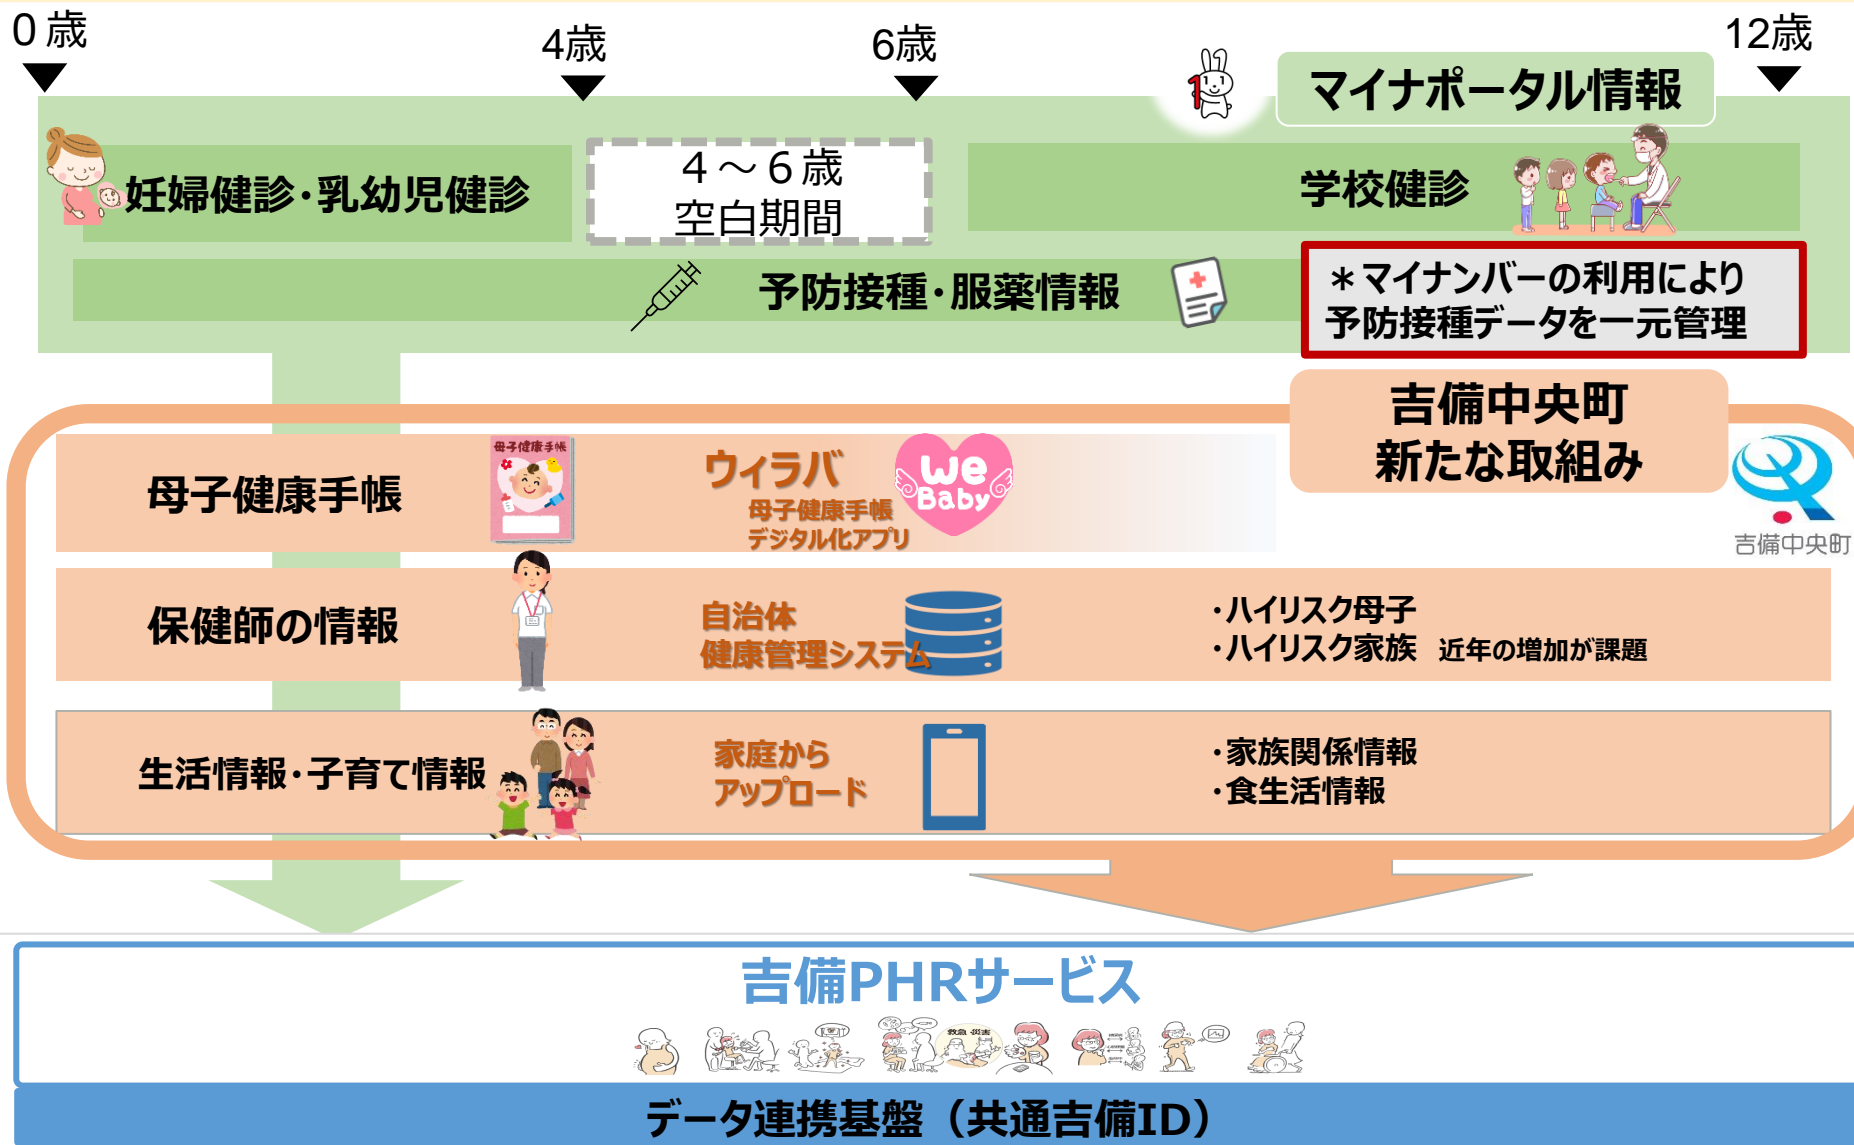 0歳
4歳
6歳
12歳
マイナポータル情報
妊婦健診・乳幼児健診
４～６歳
空白期間
学校健診
予防接種・服薬情報
＊マイナンバーの利用により
予防接種データを一元管理
吉備中央町
新たな取組み
母子健康手帳
母子健康手帳
ウィラバ
母子健康手帳
デジタル化アプリ
We
Baby
吉備中央町
保健師の情報
自治体
健康管理システム
・ハイリスク母子
・ハイリスク家族 近年の増加が課題
生活情報・子育て情報
家庭から
アップロード
・家族関係情報
・食生活情報
吉備PHRサービス
救急 災害
データ連携基盤（共通吉備ID）